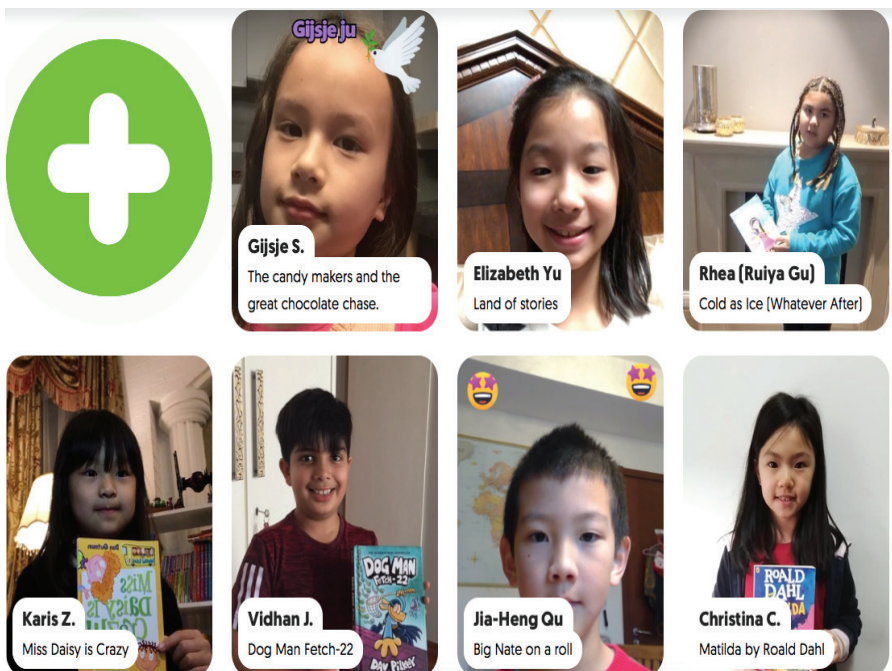 Gijsje ju
Gijsje S.
The candy makers and the
great chocolate chase.
Elizabeth Yu
Land of stories
Rhea (Ruiya Gu)
Cold as Ice (Whatever After)
Miss
Daisy is
Karis Z.
Miss Daisy is Crazy
DOG MAN
FETCH-22
DAV PILKEY
Vidhan J.
Dog Man Fetch-22
Jia-Heng Qu
Big Nate on a roll
ROALD
DAHL
Christina C.
Matilda by Roald Dahl